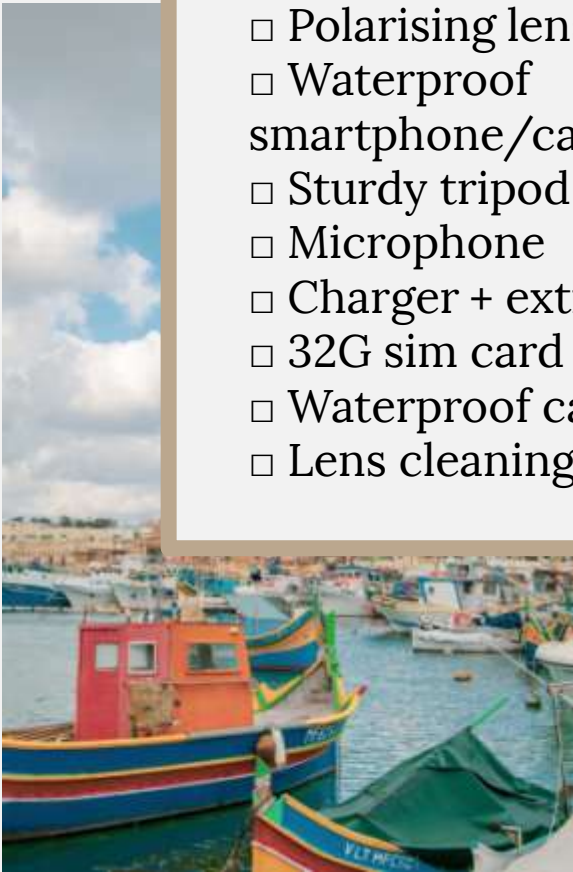 □ Polarising len
□ Waterproof
smartphone/ca
□ Sturdy tripod
□ Microphone
□ Charger + ext
□ 32G sim card
□ Waterproof ca
□ Lens cleaning